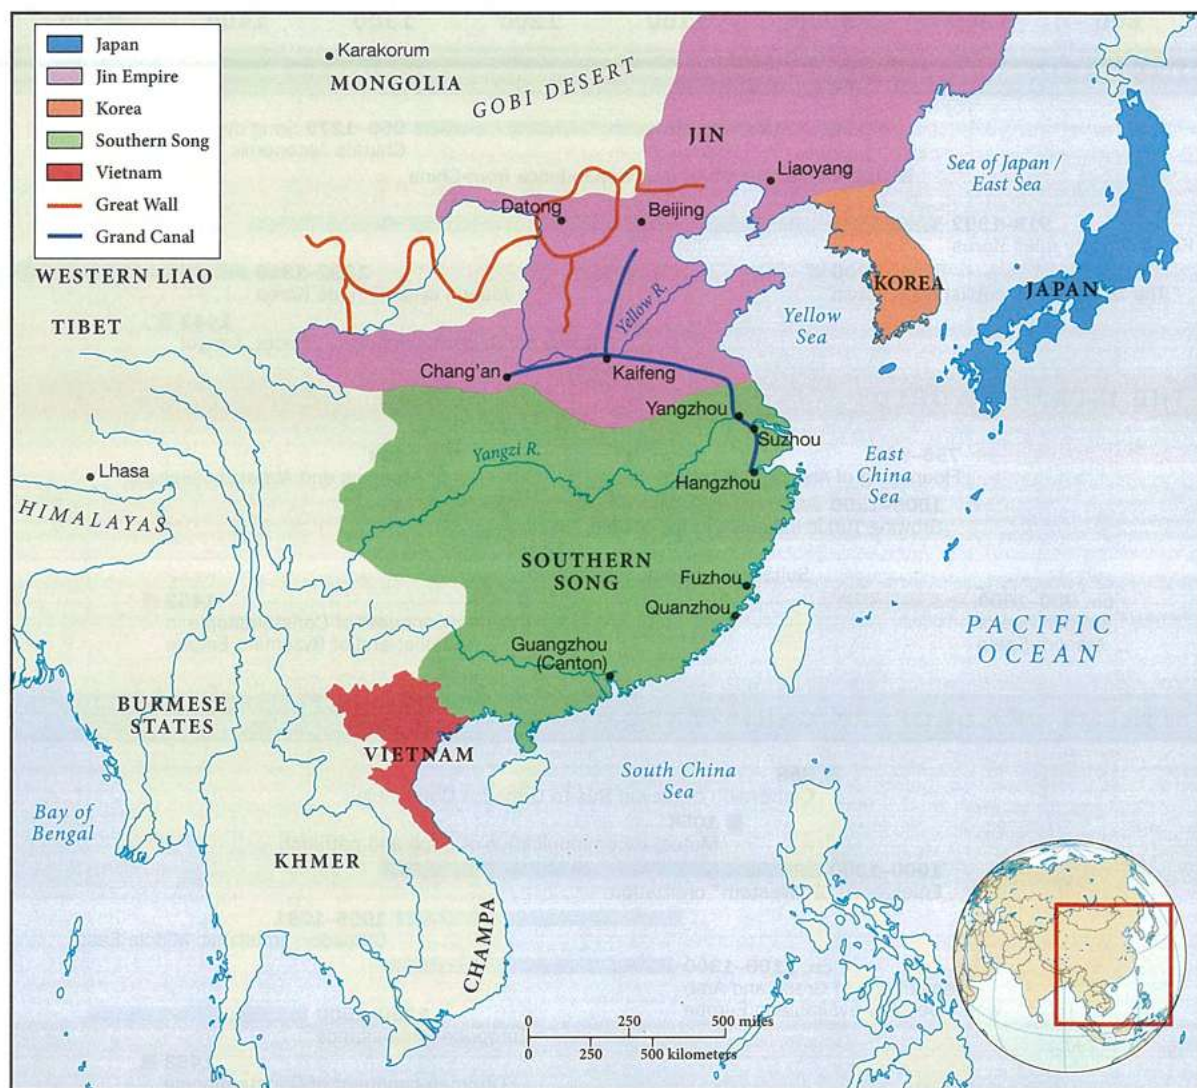 Japan
Jin Empire
Korea
Southern Song
Vietnam
Great Wall
Grand Canal
Karakorum
MONGOLIA
GOBI DESERT
JIN
Liaoyang
Sea of Japan /
East Sea
Datong
Beijing
WESTERN LIAO
TIBET
KOREA
JAPAN
Yellow R.
Yellow
Sea
Chang'an
Kaifeng
Yangzhou
Suzhou
Yangzi R.
Hangzhou
East
China
Sea
Lhasa
HIMALAYAS
SOUTHERN
SONG
Fuzhou
Quanzhou
PACIFIC
OCEAN
Guangzhou
(Canton)
BURMESE
STATES
VIETNAM
South China
Sea
Bay of
Bengal
KHMER
CHAMPA
0 250 500 miles
0 250 500 kilometers